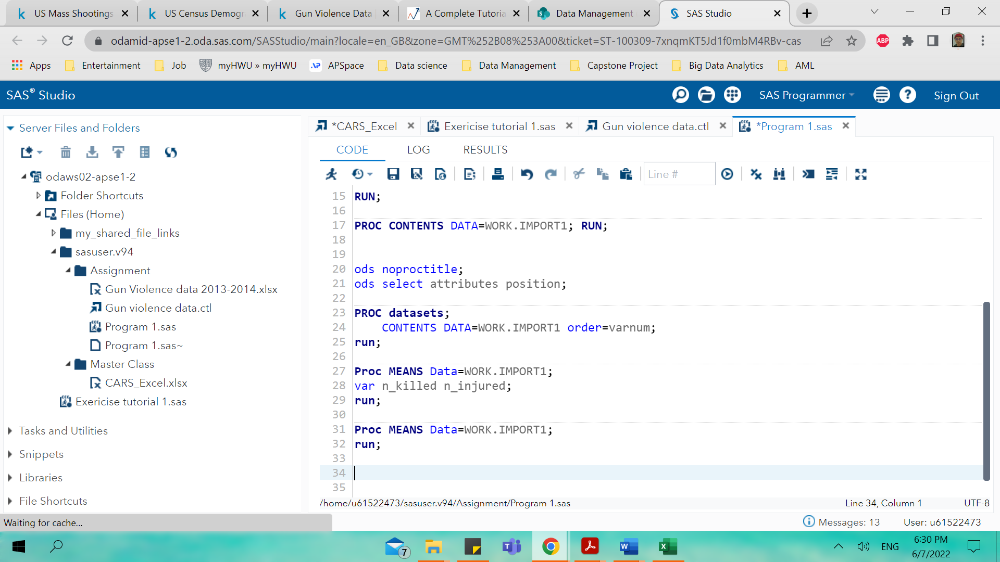 US Mass Shootings
US Census Demogr
Gun Violence Data
A Complete Tutoria
Data Management
SAS Studio
odamid-apse1-2.oda.sas.com/SASStudio/main?locale=en_GB&zone=GMT%252B08%253A00&ticket=ST-100309-7xnqmKT5Jd1f0mbM4RBv-cas
ABP
Apps
Entertainment
Job
myHWU » myHWU
APSpace
Data science
Data Management
Capstone Project
Big Data Analytics
AML
SAS® Studio
SAS Programmer
Sign Out
Server Files and Folders
odaws02-apse1-2
Folder Shortcuts
Files (Home)
my_shared_file_links
sasuser.v94
Assignment
Gun Violence data 2013-2014.xlsx
Gun violence data.ctl
Program 1.sas
Program 1.sas~
Master Class
CARS_Excel.xlsx
Exericise tutorial 1.sas
Tasks and Utilities
Snippets
Libraries
File Shortcuts
*CARS_Excel
Exericise tutorial 1.sas
Gun violence data.ctl
*Program 1.sas
CODE
LOG
RESULTS
Line #
15 RUN;
16
17 PROC CONTENTS DATA=WORK.IMPORT1; RUN;
18
19
20 ods noproctitle;
21 ods select attributes position;
22
23 PROC datasets;
24 CONTENTS DATA=WORK.IMPORT1 order=varnum;
25 run;
26
27 Proc MEANS Data=WORK.IMPORT1;
28 var n_killed n_injured;
29 run;
30
31 Proc MEANS Data=WORK.IMPORT1;
32 run;
33
34
35
/home/u61522473/sasuser.v94/Assignment/Program 1.sas
Line 34, Column 1
UTF-8
Waiting for cache...
Messages: 13
User: u61522473
7
ENG
6:30 PM
6/7/2022